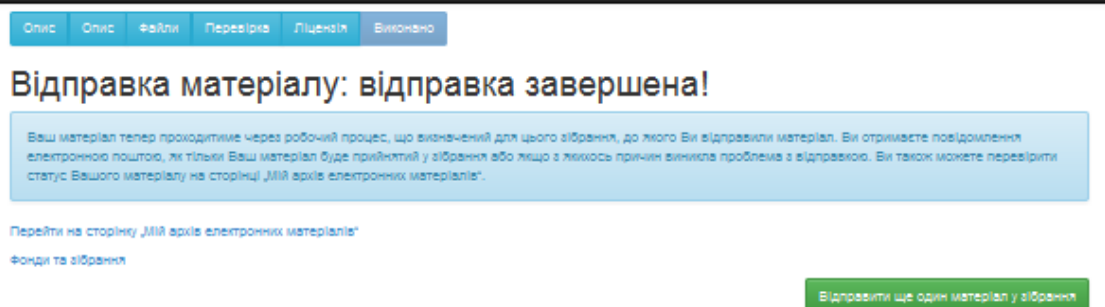 Опис Опис Файли Перевірка Ліцензія Виконано
Відправка матеріалу: відправка завершена!
Ваш матеріал тепер проходитиме через робочий процес, що визначений для цього зібрання, до якого Ви відправили матеріал. Ви отримаєте повідомлення
електронною поштою, як тільки Ваш матеріал буде прийнятий у зібрання або якщо з якихось причин виникла проблема з відправкою. Ви також можете перевірити
статус Вашого матеріалу на сторінці „Мій архів електронних матеріалів“.
Перейти на сторінку „Мій архів електронних матеріалів“
Фонди та зібрання
Відправити ще один матеріал у зібрання